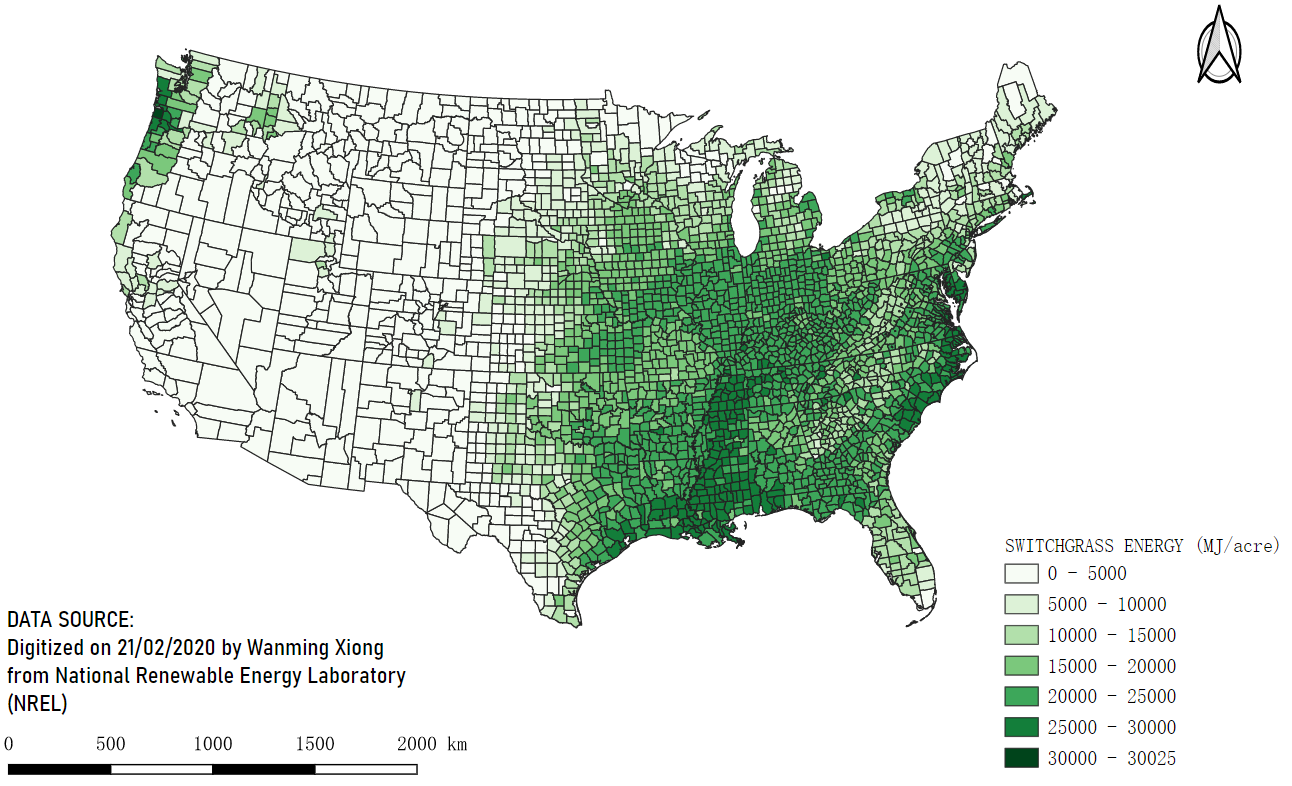 SWITCHGRASS ENERGY (MJ/acre)
0 - 5000
5000 - 10000
10000 - 15000
15000 - 20000
20000 - 25000
25000 - 30000
30000 - 30025
DATA SOURCE:
Digitized on 21/02/2020 by Wanming Xiong
from National Renewable Energy Laboratory
(NREL)
0 500 1000 1500 2000 km